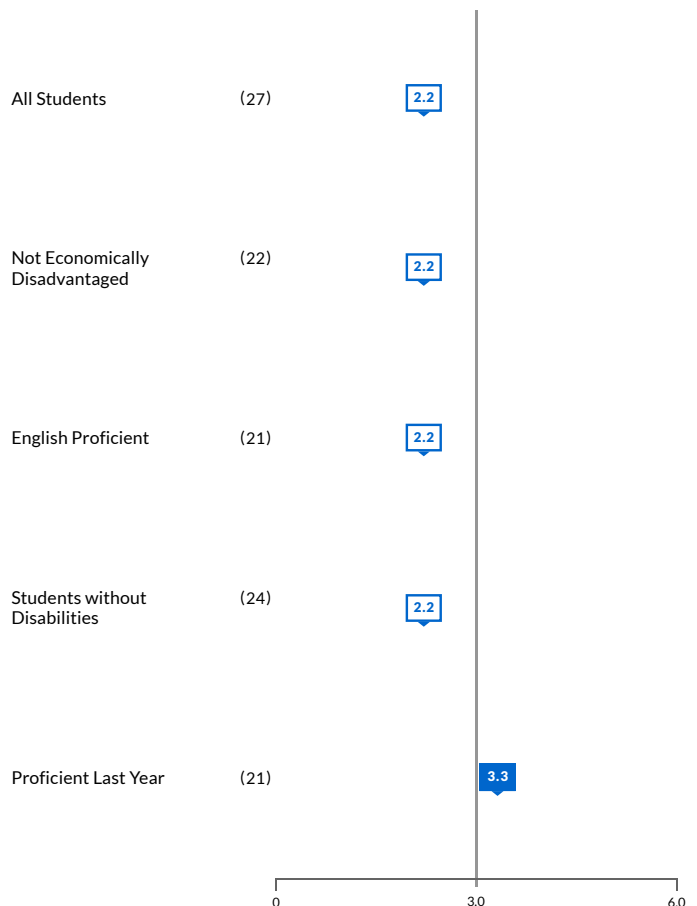 All Students (27) 2.2
Not Economically (22) 2.2
Disadvantaged
English Proficient (21) 2.2
Students without (24) 2.2
Disabilities
Proficient Last Year (21) 3.3
0 3.0 6.0